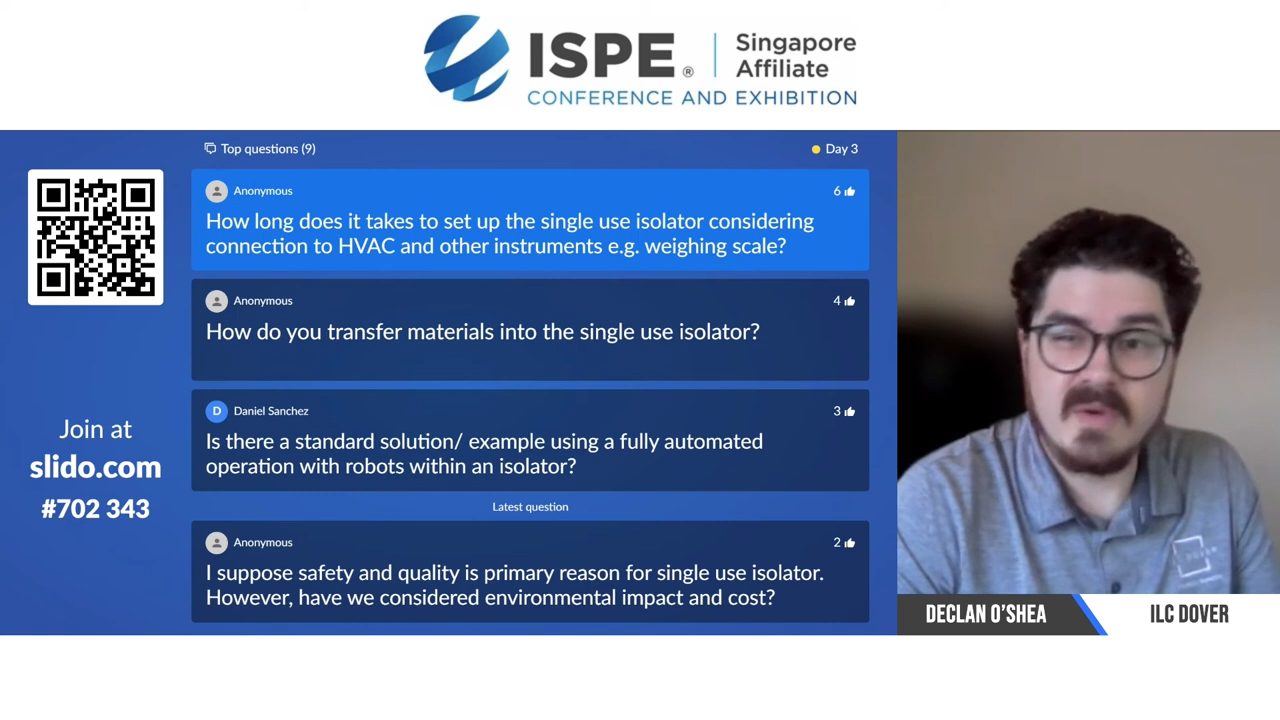 ISPE® Singapore
Affiliate
CONFERENCE AND EXHIBITION
Top questions (9)
Day 3
Anonymous
6
How long does it takes to set up the single use isolator considering
connection to HVAC and other instruments e.g. weighing scale?
Anonymous
4
How do you transfer materials into the single use isolator?
D Daniel Sanchez
3
Is there a standard solution/ example using a fully automated
operation with robots within an isolator?
Latest question
Anonymous
2
I suppose safety and quality is primary reason for single use isolator.
However, have we considered environmental impact and cost?
Join at
slido.com
#702 343
DECLAN O'SHEA
ILC DOVER